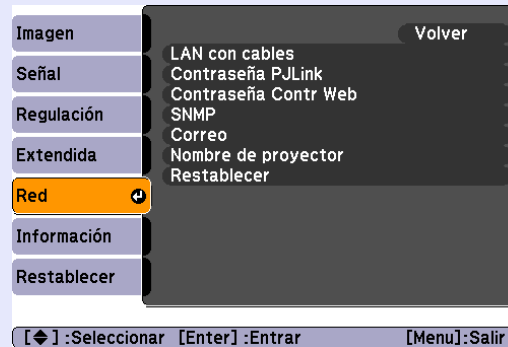 Imagen
Señal
Regulación
Extendida
Red
Información
Restablecer
Volver
LAN con cables
Contraseña PJLink
Contraseña Contr Web
SNMP
Correo
Nombre de proyector
Restablecer
[◆] :Seleccionar [Enter] :Entrar [Menu]:Salir